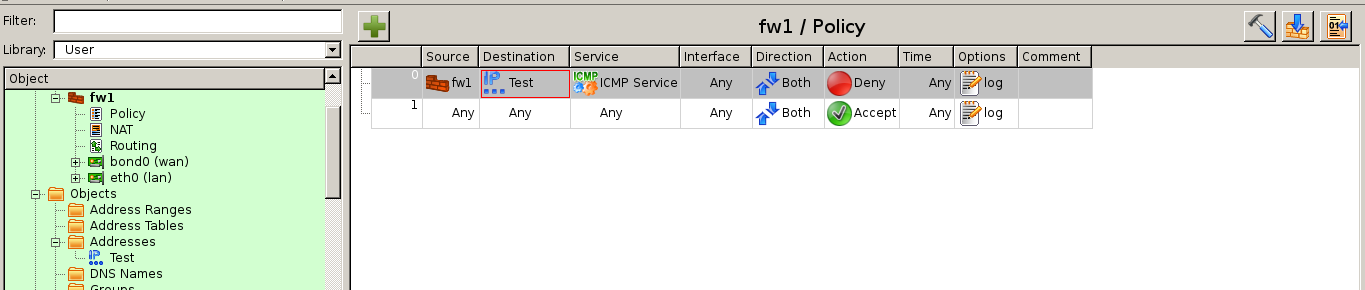 Filter:
fw1 / Policy
Library: User
Object
Source Destination Service Interface Direction Action Time Options Comment
0 fw1 IP Test ICMP ICMP Service Any Both Deny Any log
1 Any Any Any Any Both Accept Any log
fw1
Policy
NAT
Routing
bond0 (wan)
eth0 (lan)
Objects
Address Ranges
Address Tables
Addresses
IP Test
DNS Names
Groups